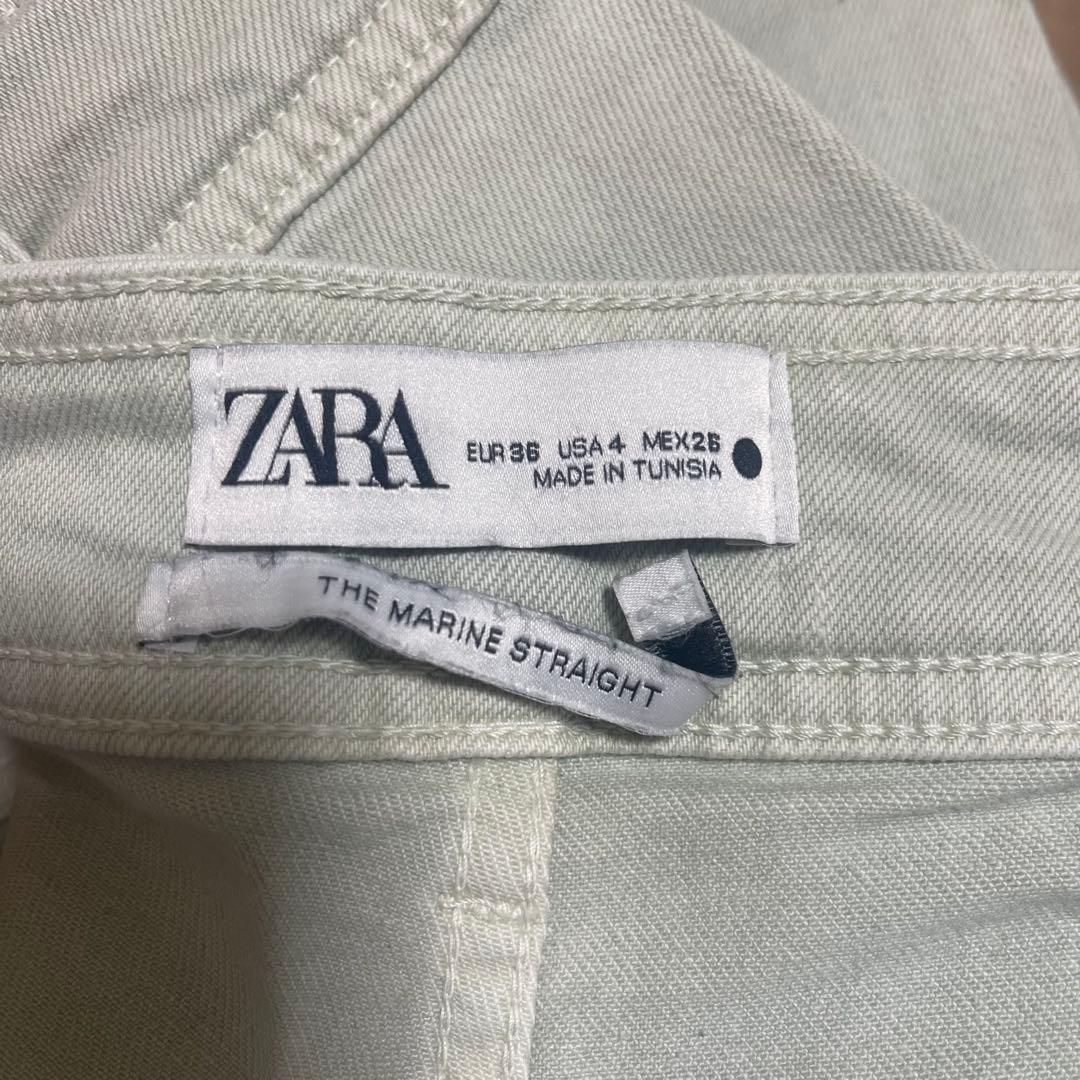 ZARA
EUR 36 USA 4 MEX 26
MADE IN TUNISIA
THE MARINE STRAIGHT